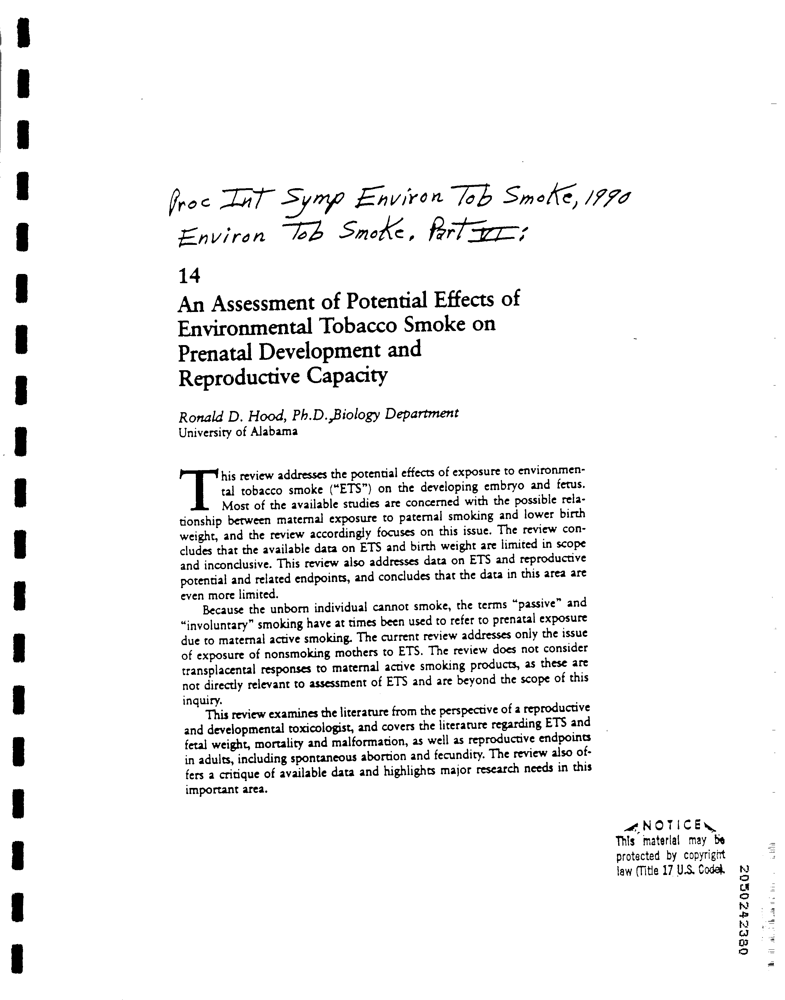 Proc Int Symp Environ Tob Smoke, 1990
Environ Tob Smoke, Part VI:
14
An Assessment of Potential Effects of
Environmental Tobacco Smoke on
Prenatal Development and
Reproductive Capacity
Ronald D. Hood, Ph.D., Biology Department
University of Alabama
This review addresses the potential effects of exposure to environmen-
tal tobacco smoke (“ETS”) on the developing embryo and fetus.
Most of the available studies are concerned with the possible rela-
tionship between maternal exposure to paternal smoking and lower birth
weight, and the review accordingly focuses on this issue. The review con-
cludes that the available data on ETS and birth weight are limited in scope
and inconclusive. This review also addresses data on ETS and reproductive
potential and related endpoints, and concludes that the data in this area are
even more limited.
Because the unborn individual cannot smoke, the terms “passive” and
“involuntary” smoking have at times been used to refer to prenatal exposure
due to maternal active smoking. The current review addresses only the issue
of exposure of nonsmoking mothers to ETS. The review does not consider
transplacental responses to maternal active smoking products, as these are
not directly relevant to assessment of ETS and are beyond the scope of this
inquiry.
This review examines the literature from the perspective of a reproductive
and developmental toxicologist, and covers the literature regarding ETS and
fetal weight, mortality and malformation, as well as reproductive endpoints
in adults, including spontaneous abortion and fecundity. The review also of-
fers a critique of available data and highlights major research needs in this
important area.
NOTICE
This material may be
protected by copyright
law (Title 17 U.S. Code).
2050242380